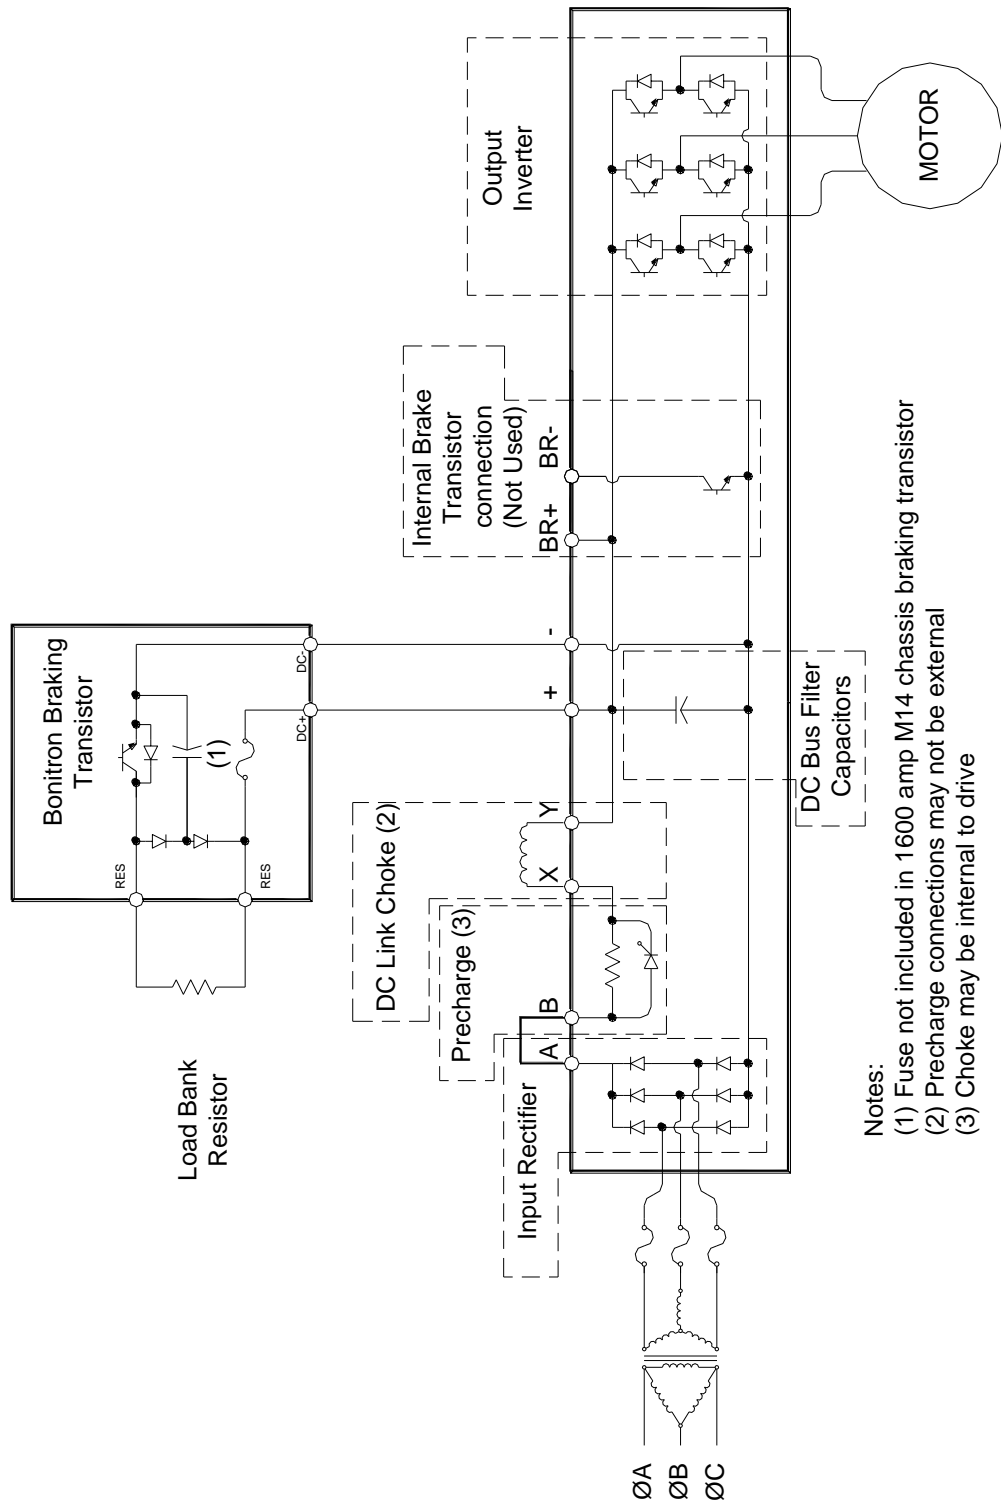 Bonitron Braking
Transistor
(1)
DC-
DC+
RES
RES
Load Bank
Resistor
Output
Inverter
Internal Brake
Transistor
connection
(Not Used)
BR+
BR-
+
-
DC Link Choke (2)
X
Y
Precharge (3)
A
B
Input Rectifier
DC Bus Filter
Capacitors
MOTOR
ØA
ØB
ØC
Notes:
(1) Fuse not included in 1600 amp M14 chassis braking transistor
(2) Precharge connections may not be external
(3) Choke may be internal to drive